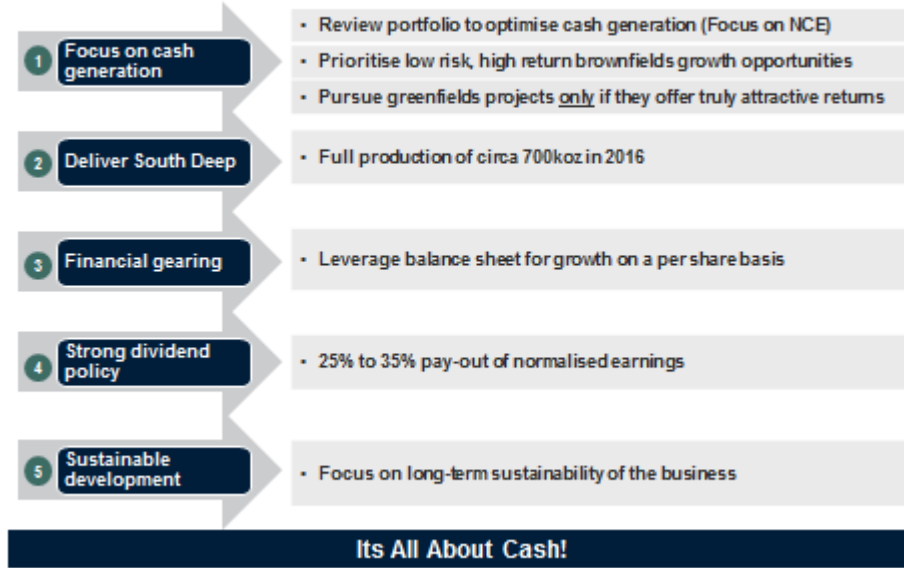 1 Focus on cash
generation
▪ Review portfolio to optimise cash generation (Focus on NCE)
▪ Prioritise low risk, high return brownfields growth opportunities
▪ Pursue greenfields projects only if they offer truly attractive returns
2 Deliver South Deep
▪ Full production of circa 700koz in 2016
3 Financial gearing
▪ Leverage balance sheet for growth on a per share basis
4 Strong dividend
policy
▪ 25% to 35% pay-out of normalised earnings
5 Sustainable
development
▪ Focus on long-term sustainability of the business
Its All About Cash!